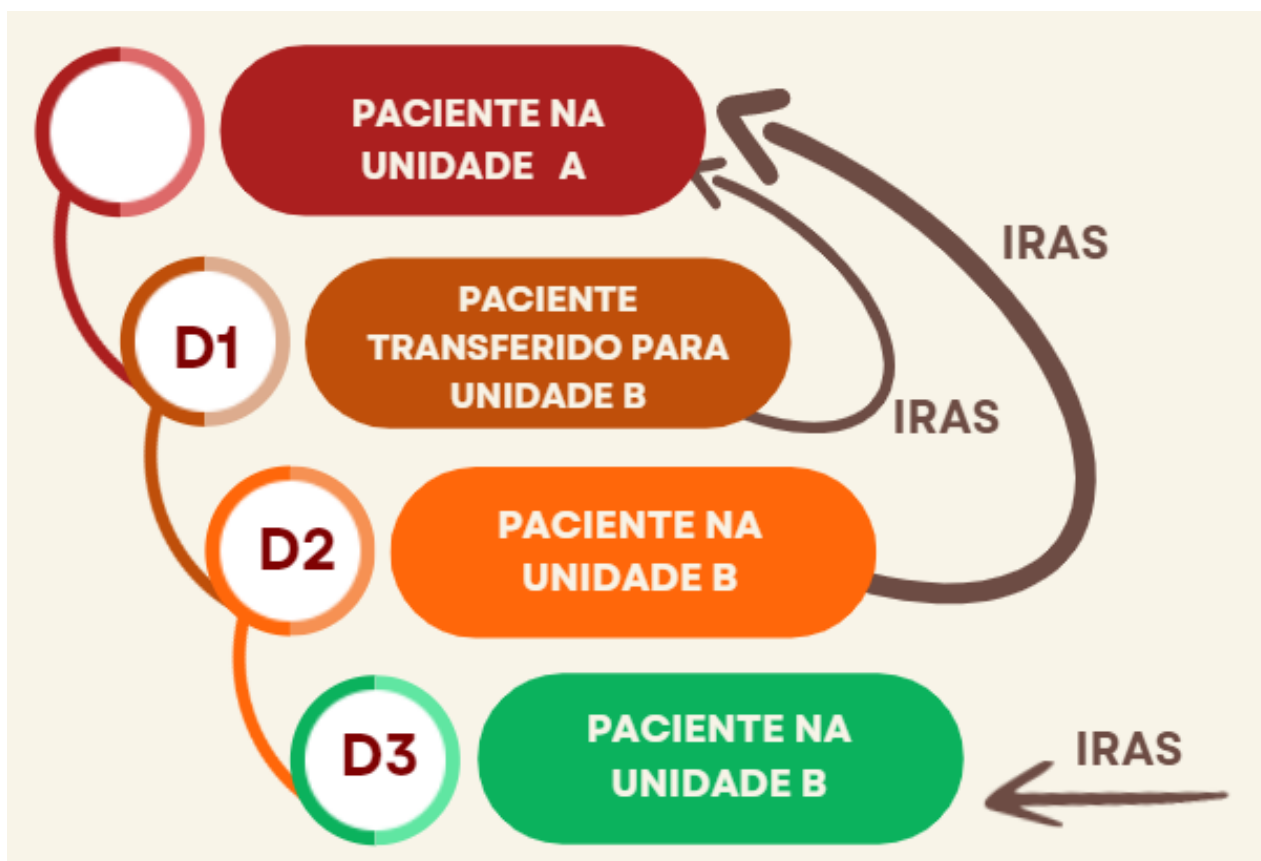 PACIENTE NA
UNIDADE A
IRAS
D1
PACIENTE
TRANSFERIDO PARA
UNIDADE B
IRAS
D2
PACIENTE NA
UNIDADE B
D3
PACIENTE NA
UNIDADE B
IRAS